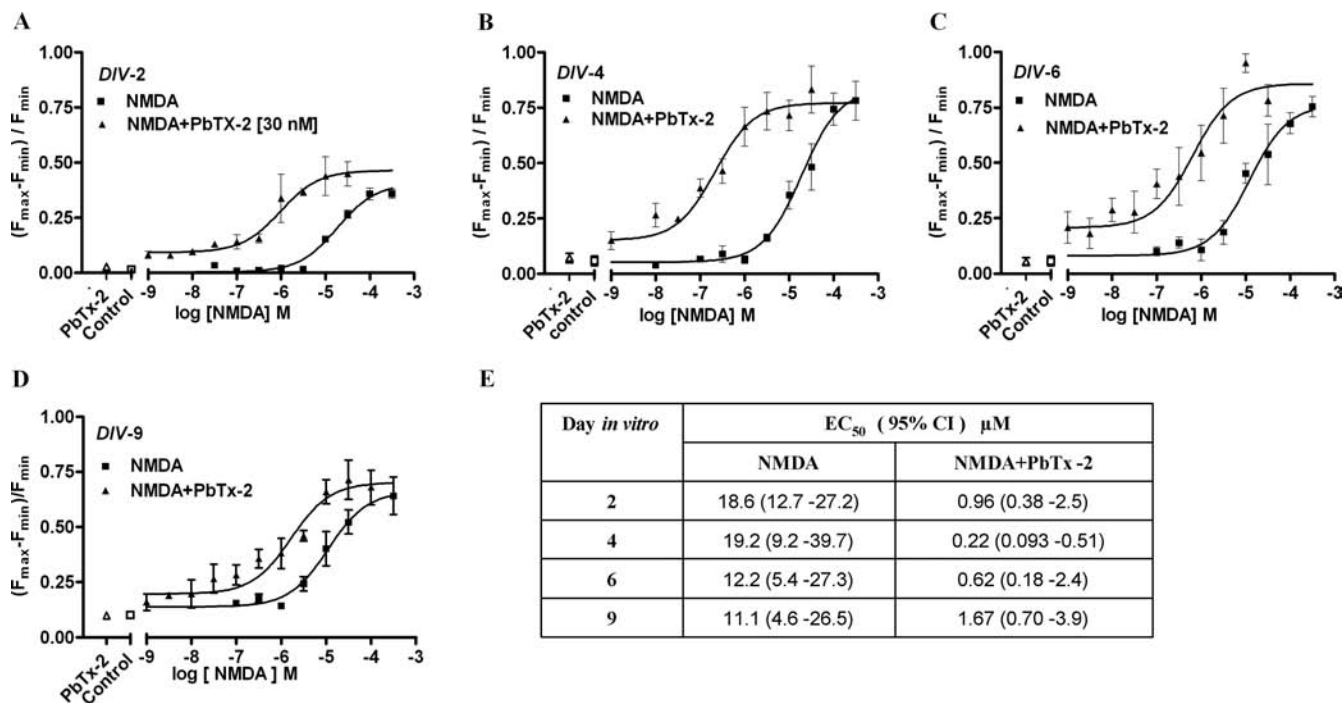 A
1.00
0.75
0.50
0.25
0.00
(Fmax-Fmin) / Fmin
DIV-2
NMDA
NMDA+PbTX-2 [30 nM]
PbTx-2
Control
-9 -8 -7 -6 -5 -4 -3
log [NMDA] M
B
1.00
0.75
0.50
0.25
0.00
(Fmax-Fmin) / Fmin
DIV-4
NMDA
NMDA+PbTx-2
PbTx-2
control
-9 -8 -7 -6 -5 -4 -3
log [NMDA] M
C
1.00
0.75
0.50
0.25
0.00
(Fmax-Fmin) / Fmin
DIV-6
NMDA
NMDA+PbTx-2
PbTx-2
Control
-9 -8 -7 -6 -5 -4 -3
log [NMDA] M
D
1.00
0.75
0.50
0.25
0.00
(Fmax-Fmin)/Fmin
DIV-9
NMDA
NMDA+PbTx-2
PbTx-2
Control
-9 -8 -7 -6 -5 -4 -3
log [ NMDA] M
E
Day in vitro EC50 ( 95% CI ) µM
NMDA NMDA+PbTx -2
2 18.6 (12.7 -27.2) 0.96 (0.38 -2.5)
4 19.2 (9.2 -39.7) 0.22 (0.093 -0.51)
6 12.2 (5.4 -27.3) 0.62 (0.18 -2.4)
9 11.1 (4.6 -26.5) 1.67 (0.70 -3.9)